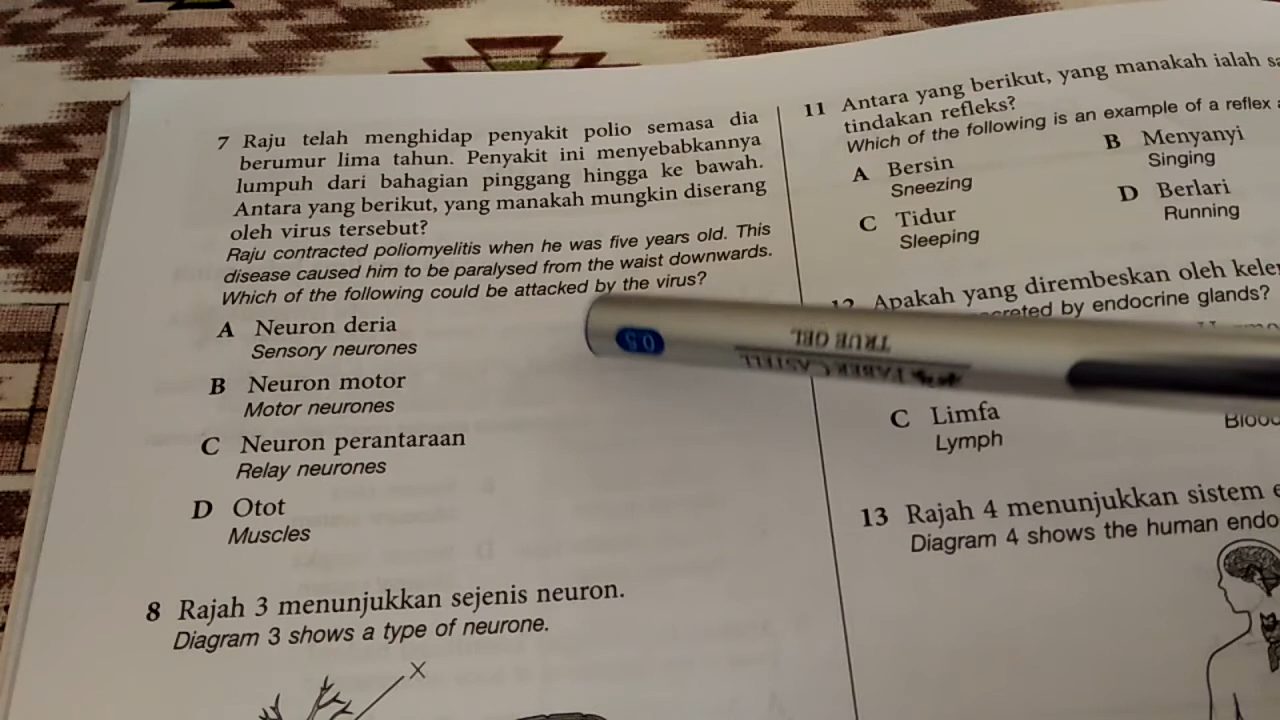 7 Raju telah menghidap penyakit polio semasa dia
berumur lima tahun. Penyakit ini menyebabkannya
lumpuh dari bahagian pinggang hingga ke bawah.
Antara yang berikut, yang manakah mungkin diserang
oleh virus tersebut?
Raju contracted poliomyelitis when he was five years old. This
disease caused him to be paralysed from the waist downwards.
Which of the following could be attacked by the virus?
A Neuron deria
Sensory neurones
B Neuron motor
Motor neurones
C Neuron perantaraan
Relay neurones
D Otot
Muscles
8 Rajah 3 menunjukkan sejenis neuron.
Diagram 3 shows a type of neurone.
X
11 Antara yang berikut, yang manakah ialah
tindakan refleks?
Which of the following is an example of a reflex
A Bersin
Sneezing
B Menyanyi
Singing
C Tidur
Sleeping
D Berlari
Running
12 Apakah yang dirembeskan oleh
by endocrine glands?
C Limfa
Lymph
13 Rajah 4 menunjukkan sistem
Diagram 4 shows the human
0.5
TRUE GEL
FABER-CASTELL